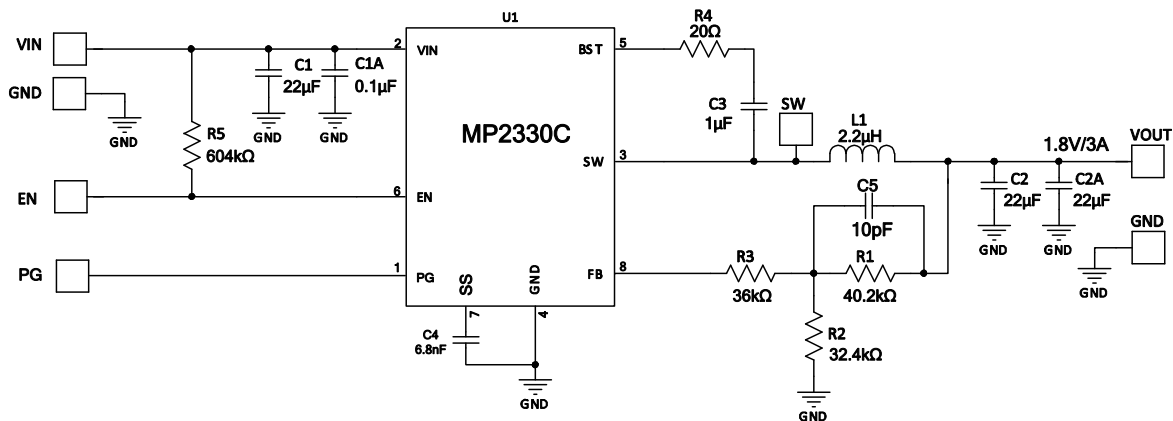 U1
VIN
2
VIN
BST
5
R4
20Ω
C1
22µF
C1A
0.1µF
GND
GND
GND
GND
R5
604kΩ
MP2330C
C3
1µF
SW
L1
2.2µH
SW
3
1.8V/3A
VOUT
C2
22µF
C2A
22µF
GND
GND
GND
GND
EN
6
EN
C5
10pF
PG
1
PG
SS
GND
FB
8
R3
36kΩ
R1
40.2kΩ
7
4
C4
6.8nF
R2
32.4kΩ
GND
GND